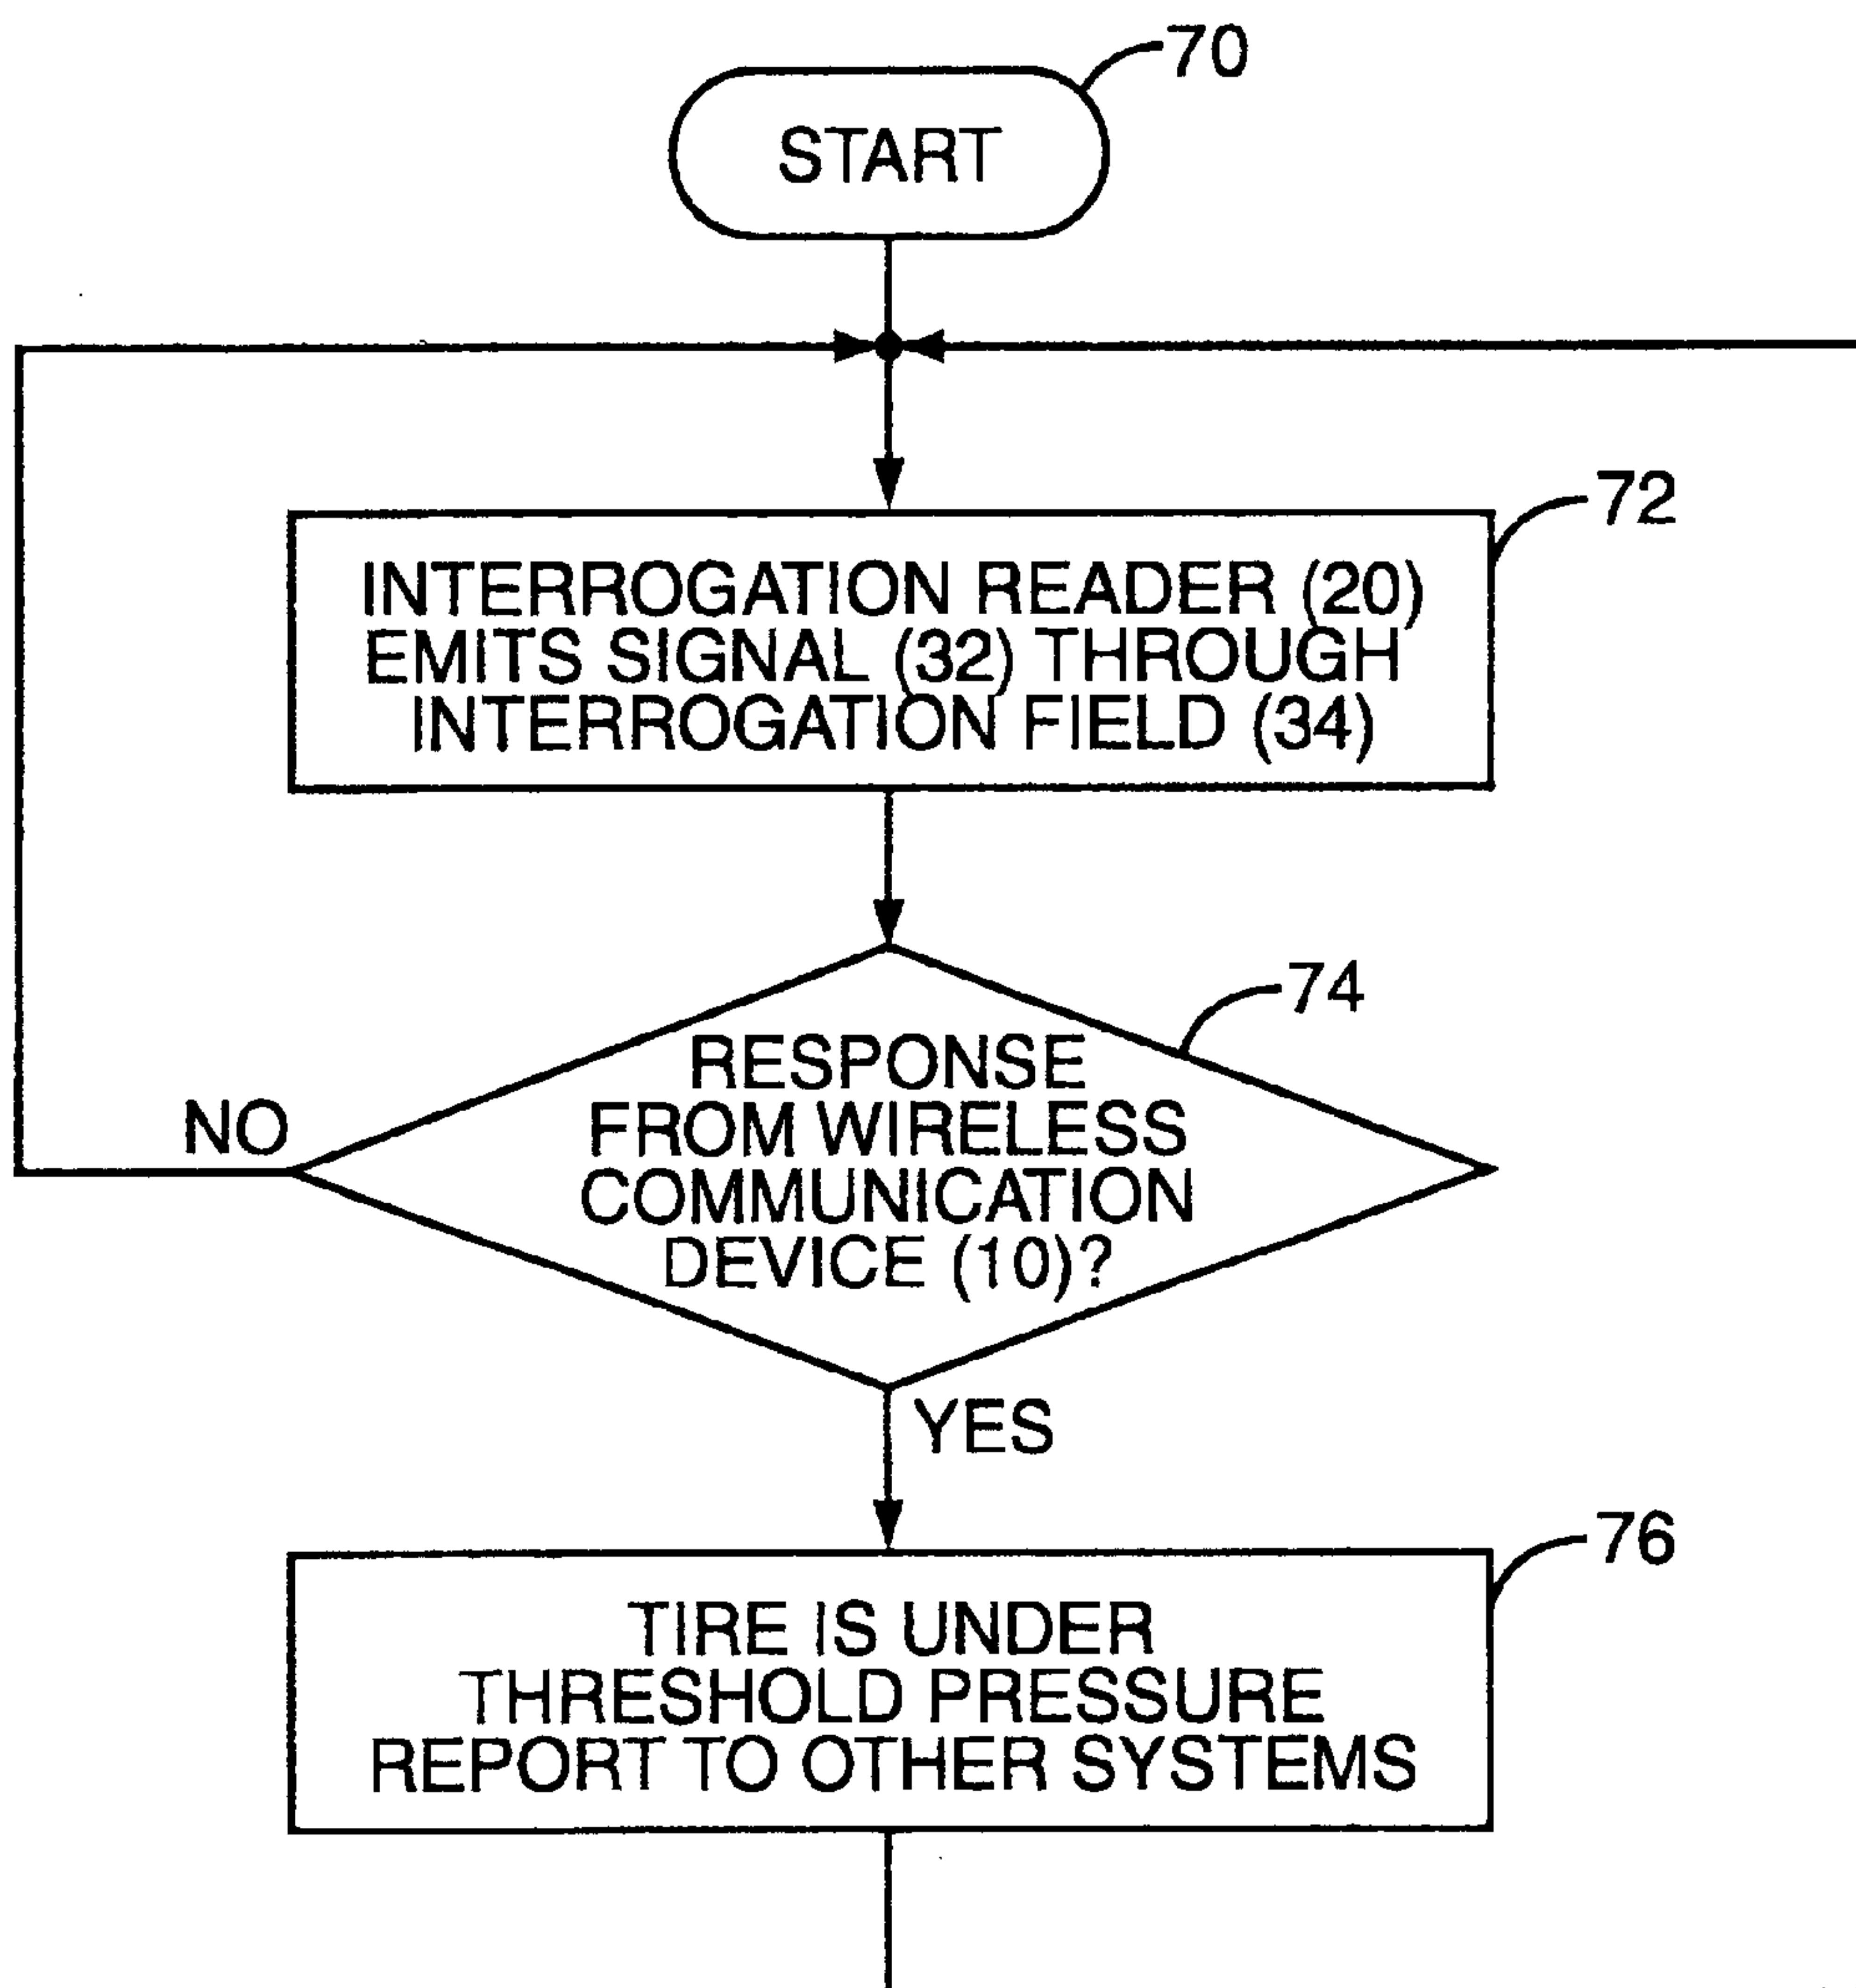 70
START
72
INTERROGATION READER (20)
EMITS SIGNAL (32) THROUGH
INTERROGATION FIELD (34)
74
RESPONSE
FROM WIRELESS
COMMUNICATION
DEVICE (10)?
NO
YES
76
TIRE IS UNDER
THRESHOLD PRESSURE
REPORT TO OTHER SYSTEMS